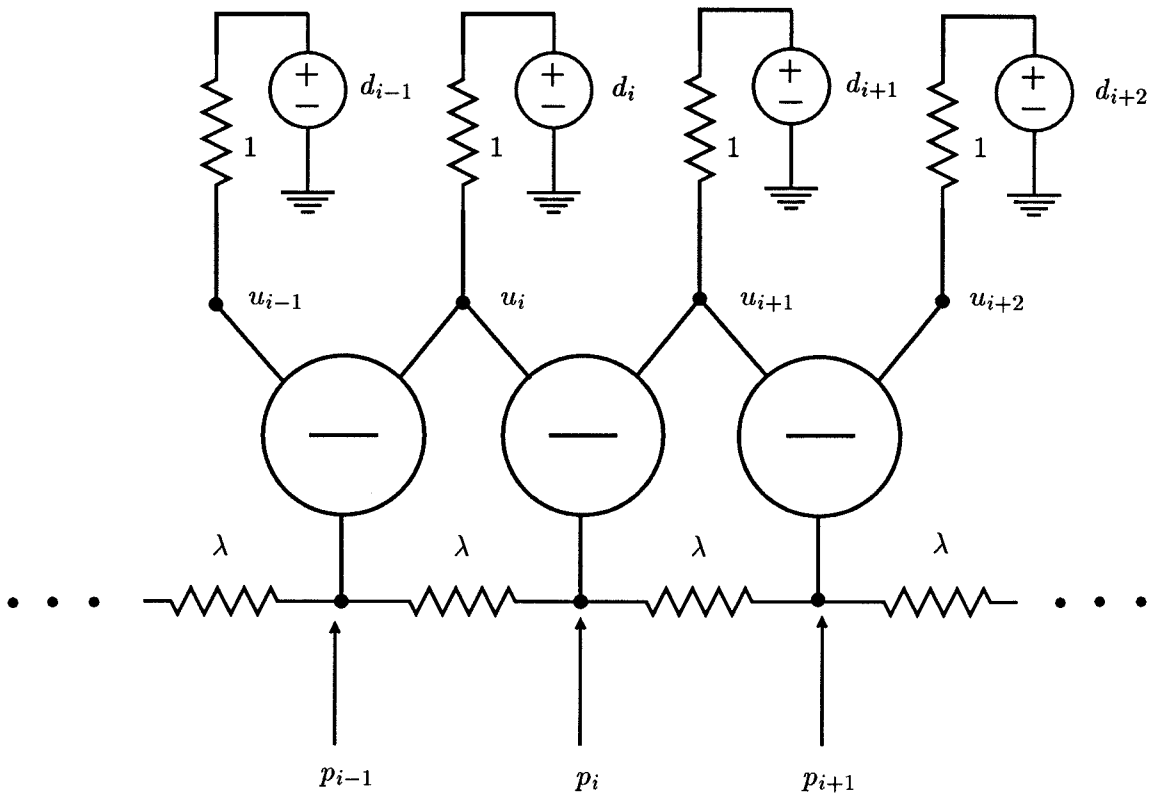 + − d_{i−1} + − d_i + − d_{i+1} + − d_{i+2}
1 1 1 1
u_{i−1} u_i u_{i+1} u_{i+2}
− − −
λ λ λ λ
p_{i−1} p_i p_{i+1}